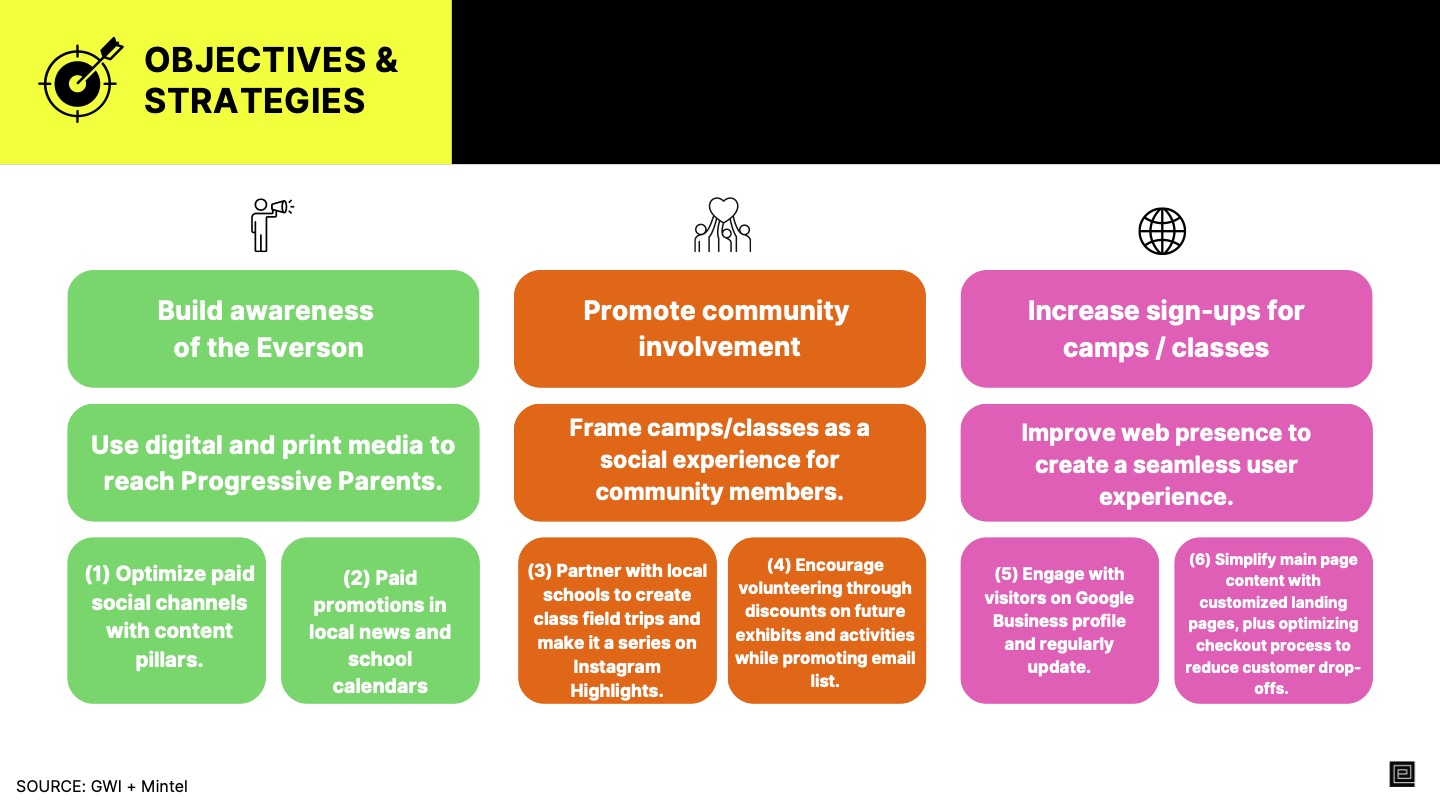 OBJECTIVES &
STRATEGIES
Build awareness
of the Everson
Promote community
involvement
Increase sign-ups for
camps / classes
Use digital and print media to
reach Progressive Parents.
Frame camps/classes as a
social experience for
community members.
Improve web presence to
create a seamless user
experience.
(1) Optimize paid
social channels
with content
pillars.
(2) Paid
promotions in
local news and
school
calendars
(3) Partner with local
schools to create
class field trips and
make it a series on
Instagram
Highlights.
(4) Encourage
volunteering through
discounts on future
exhibits and activities
while promoting email
list.
(5) Engage with
visitors on Google
Business profile
and regularly
update.
(6) Simplify main page
content with
customized landing
pages, plus optimizing
checkout process to
reduce customer drop-
offs.
SOURCE: GWI + Mintel